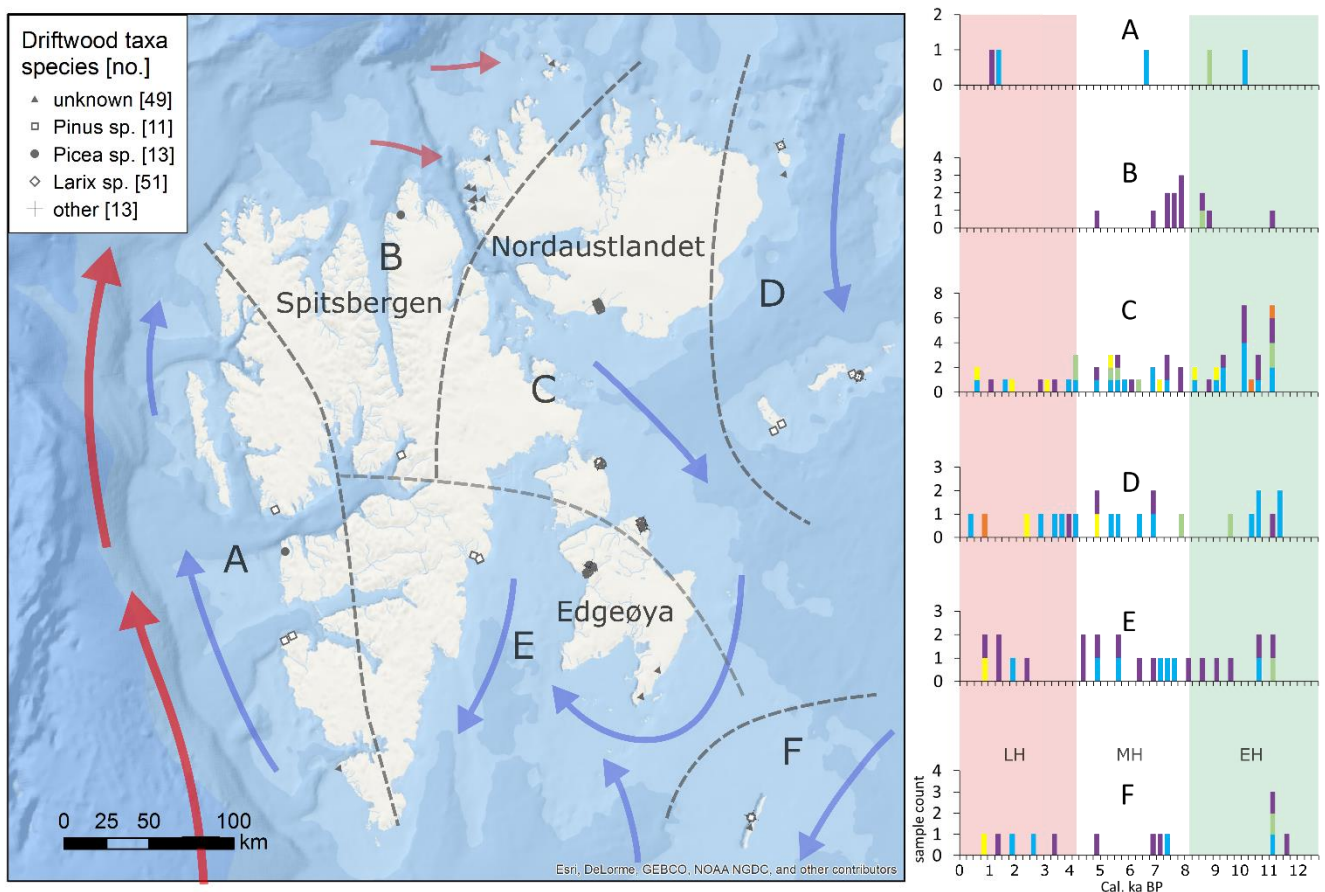 Driftwood taxa
species [no.]
unknown [49]
Pinus sp. [11]
Picea sp. [13]
Larix sp. [51]
other [13]
B
Nordaustlandet
Spitsbergen
D
C
A
Edgeøya
E
F
0 25 50 100
km
Esri, DeLorme, GEBCO, NOAA NGDC, and other contributors
2
1
0
A
4
3
2
1
0
B
8
6
4
2
0
C
3
2
1
0
D
3
2
1
0
E
LH MH EH
4
3
2
1
0
F
sample count
0 1 2 3 4 5 6 7 8 9 10 11 12
Cal. ka BP